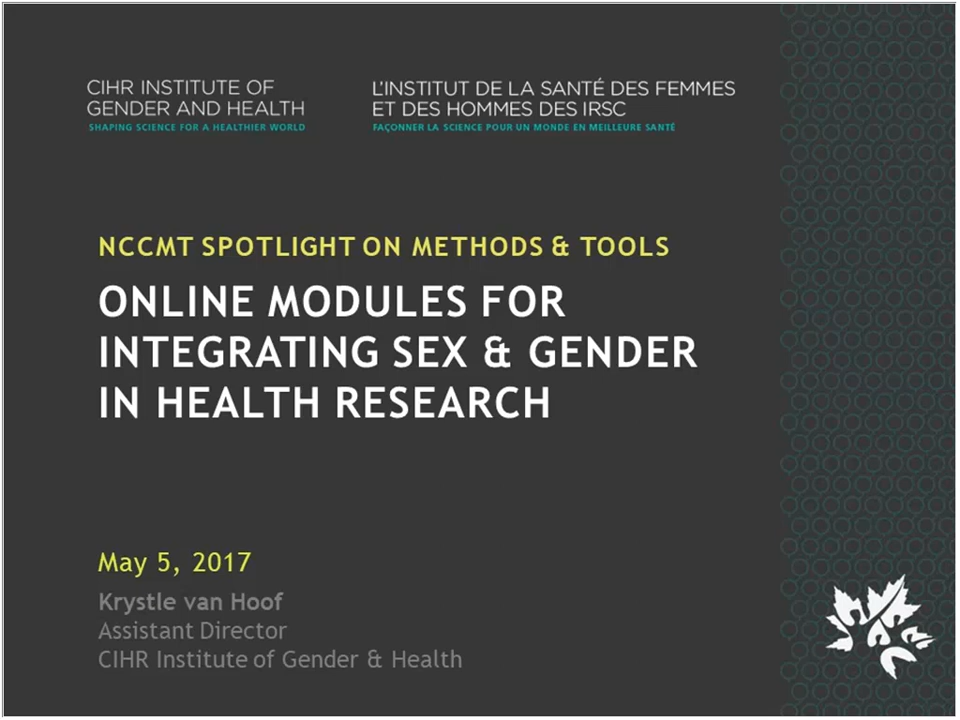 CIHR INSTITUTE OF
GENDER AND HEALTH
SHAPING SCIENCE FOR A HEALTHIER WORLD
L'INSTITUT DE LA SANTÉ DES FEMMES
ET DES HOMMES DES IRSC
FAÇONNER LA SCIENCE POUR UN MONDE EN MEILLEURE SANTÉ
NCCMT SPOTLIGHT ON METHODS & TOOLS
ONLINE MODULES FOR
INTEGRATING SEX & GENDER
IN HEALTH RESEARCH
May 5, 2017
Krystle van Hoof
Assistant Director
CIHR Institute of Gender & Health